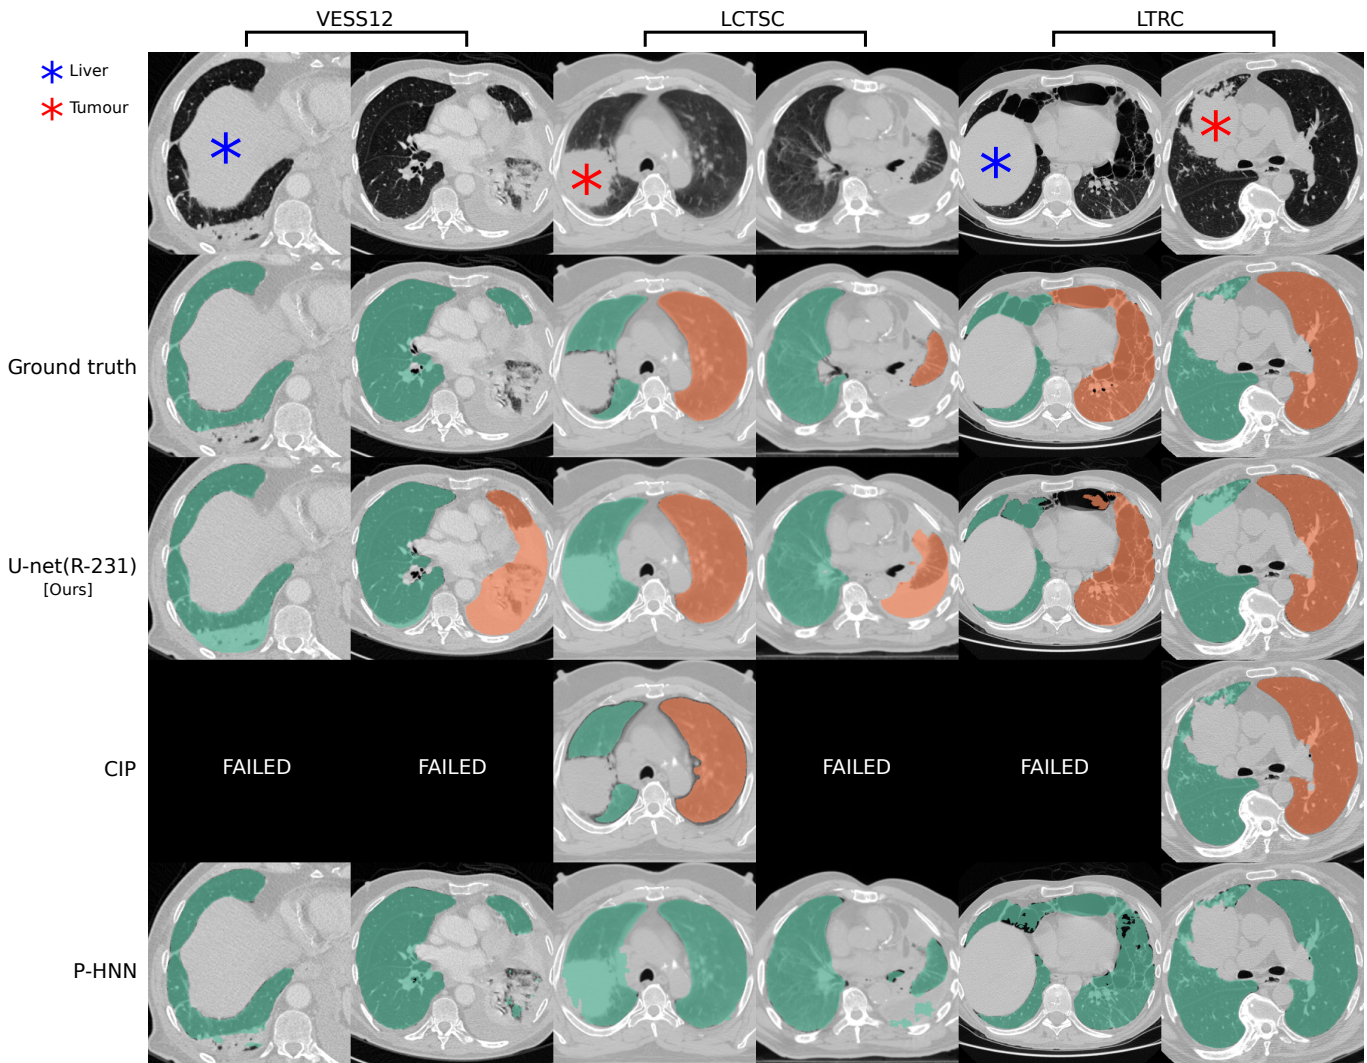 VESS12
LCTSC
LTRC
Liver
Tumour
Ground truth
U-net(R-231)
[Ours]
CIP
FAILED
FAILED
FAILED
FAILED
P-HNN